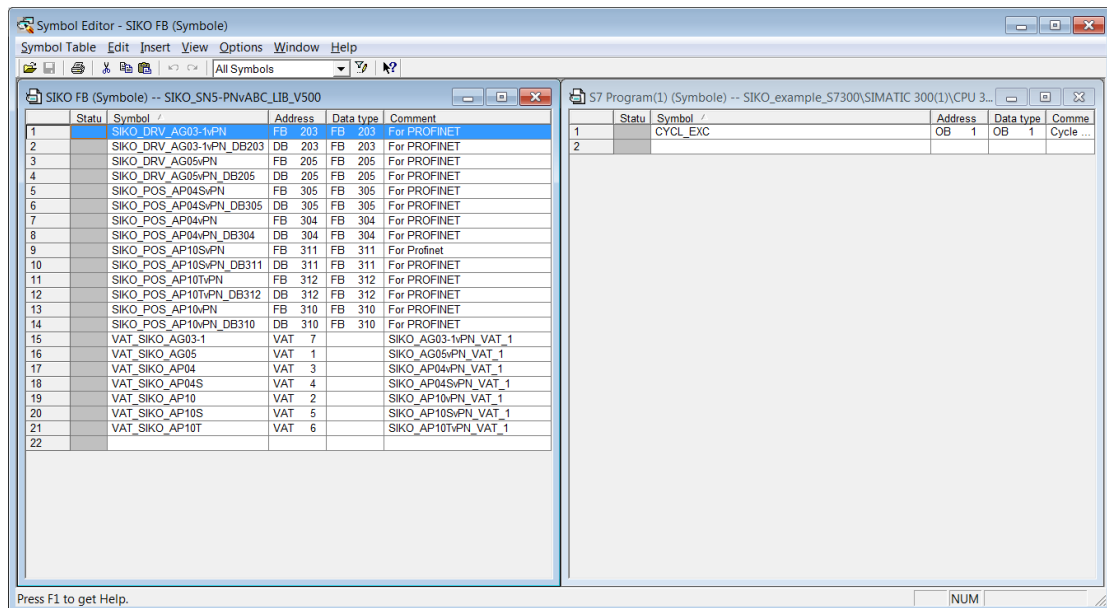 Symbol Editor - SIKO FB (Symbole)
Symbol Table Edit Insert View Options Window Help
All Symbols
SIKO FB (Symbole) -- SIKO_SN5-PNvABC_LIB_V500
Statu Symbol Address Data type Comment
1 SIKO_DRV_AG03-1vPN FB 203 FB 203 For PROFINET
2 SIKO_DRV_AG03-1vPN_DB203 DB 203 FB 203 For PROFINET
3 SIKO_DRV_AG05vPN FB 205 FB 205 For PROFINET
4 SIKO_DRV_AG05vPN_DB205 DB 205 FB 205 For PROFINET
5 SIKO_POS_AP04SvPN FB 305 FB 305 For PROFINET
6 SIKO_POS_AP04SvPN_DB305 DB 305 FB 305 For PROFINET
7 SIKO_POS_AP04vPN FB 304 FB 304 For PROFINET
8 SIKO_POS_AP04vPN_DB304 DB 304 FB 304 For PROFINET
9 SIKO_POS_AP10SvPN FB 311 FB 311 For Profinet
10 SIKO_POS_AP10SvPN_DB311 DB 311 FB 311 For PROFINET
11 SIKO_POS_AP10TvPN FB 312 FB 312 For PROFINET
12 SIKO_POS_AP10TvPN_DB312 DB 312 FB 312 For PROFINET
13 SIKO_POS_AP10vPN FB 310 FB 310 For PROFINET
14 SIKO_POS_AP10vPN_DB310 DB 310 FB 310 For PROFINET
15 VAT_SIKO_AG03-1 VAT 7 SIKO_AG03-1vPN_VAT_1
16 VAT_SIKO_AG05 VAT 1 SIKO_AG05vPN_VAT_1
17 VAT_SIKO_AP04 VAT 3 SIKO_AP04vPN_VAT_1
18 VAT_SIKO_AP04S VAT 4 SIKO_AP04SvPN_VAT_1
19 VAT_SIKO_AP10 VAT 2 SIKO_AP10vPN_VAT_1
20 VAT_SIKO_AP10S VAT 5 SIKO_AP10SvPN_VAT_1
21 VAT_SIKO_AP10T VAT 6 SIKO_AP10TvPN_VAT_1
22
S7 Program(1) (Symbole) -- SIKO_example_S7300\SIMATIC 300(1)\CPU 3...
Statu Symbol Address Data type Comme
1 CYCL_EXC OB 1 OB 1 Cycle ...
2
Press F1 to get Help.
NUM